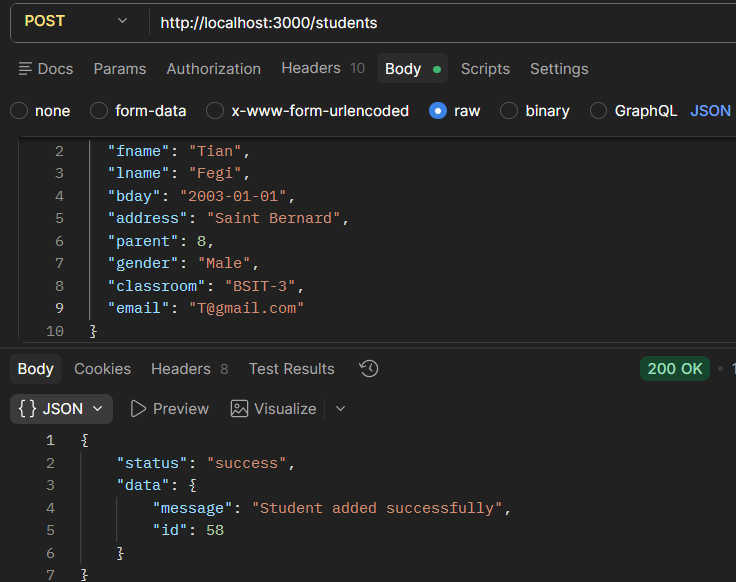 POST http://localhost:3000/students
Docs Params Authorization Headers 10 Body Scripts Settings
none form-data x-www-form-urlencoded raw binary GraphQL JSON
2 "fname": "Tian",
3 "lname": "Fegi",
4 "bday": "2003-01-01",
5 "address": "Saint Bernard",
6 "parent": 8,
7 "gender": "Male",
8 "classroom": "BSIT-3",
9 "email": "T@gmail.com"
10 }
Body Cookies Headers 8 Test Results 200 OK • 1
{} JSON Preview Visualize
1 {
2 "status": "success",
3 "data": {
4 "message": "Student added successfully",
5 "id": 58
6 }
7 }